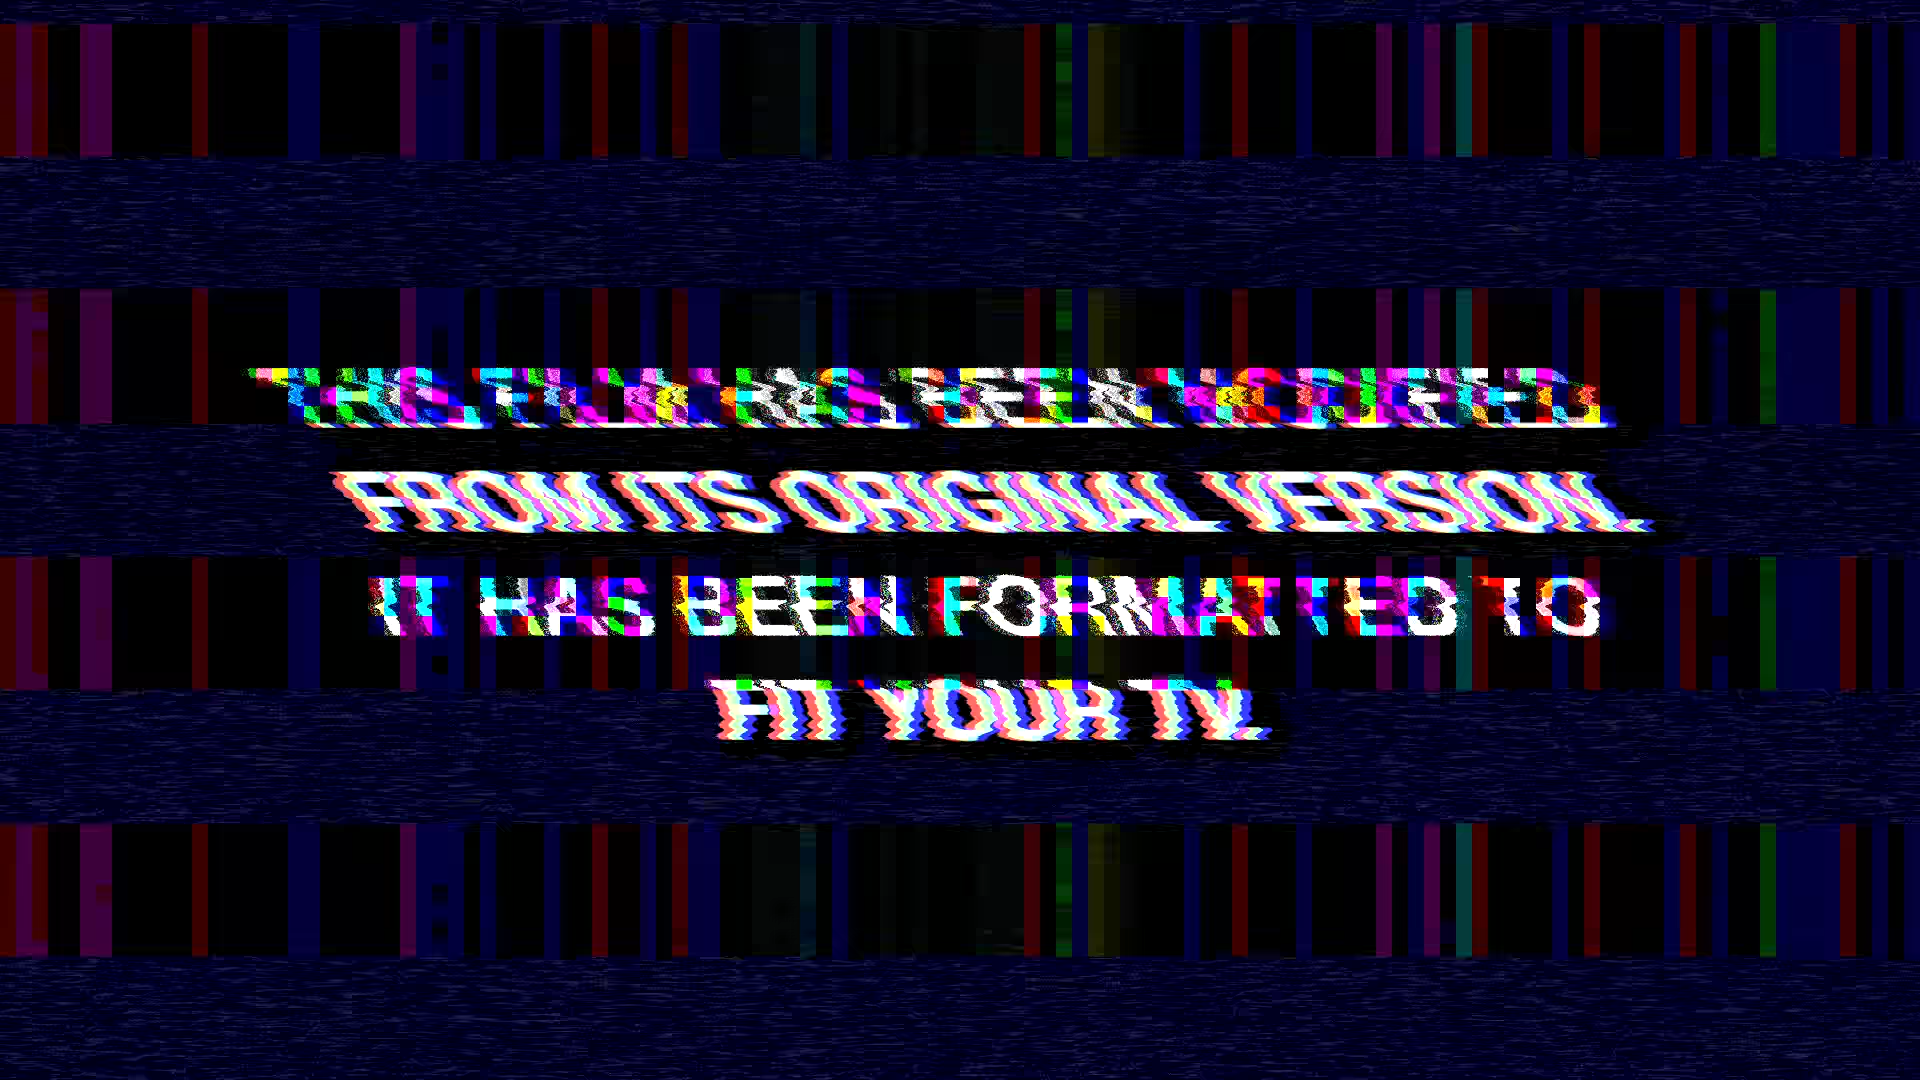 THIS FILM HAS BEEN MODIFIED
FROM ITS ORIGINAL VERSION.
IT HAS BEEN FORMATTED TO
FIT YOUR TV.